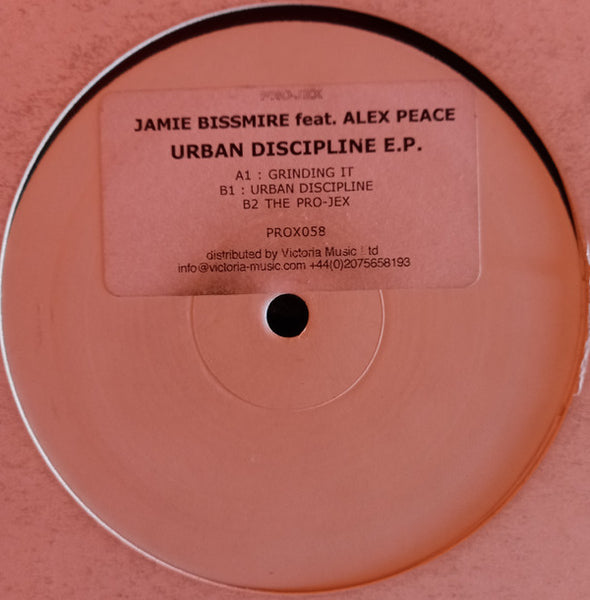 PRO-JEX
JAMIE BISSMIRE feat. ALEX PEACE
URBAN DISCIPLINE E.P.
A1 : GRINDING IT
B1 : URBAN DISCIPLINE
B2 THE PRO-JEX
PROX058
distributed by Victoria Music Ltd
info@victoria-music.com +44(0)2075658193